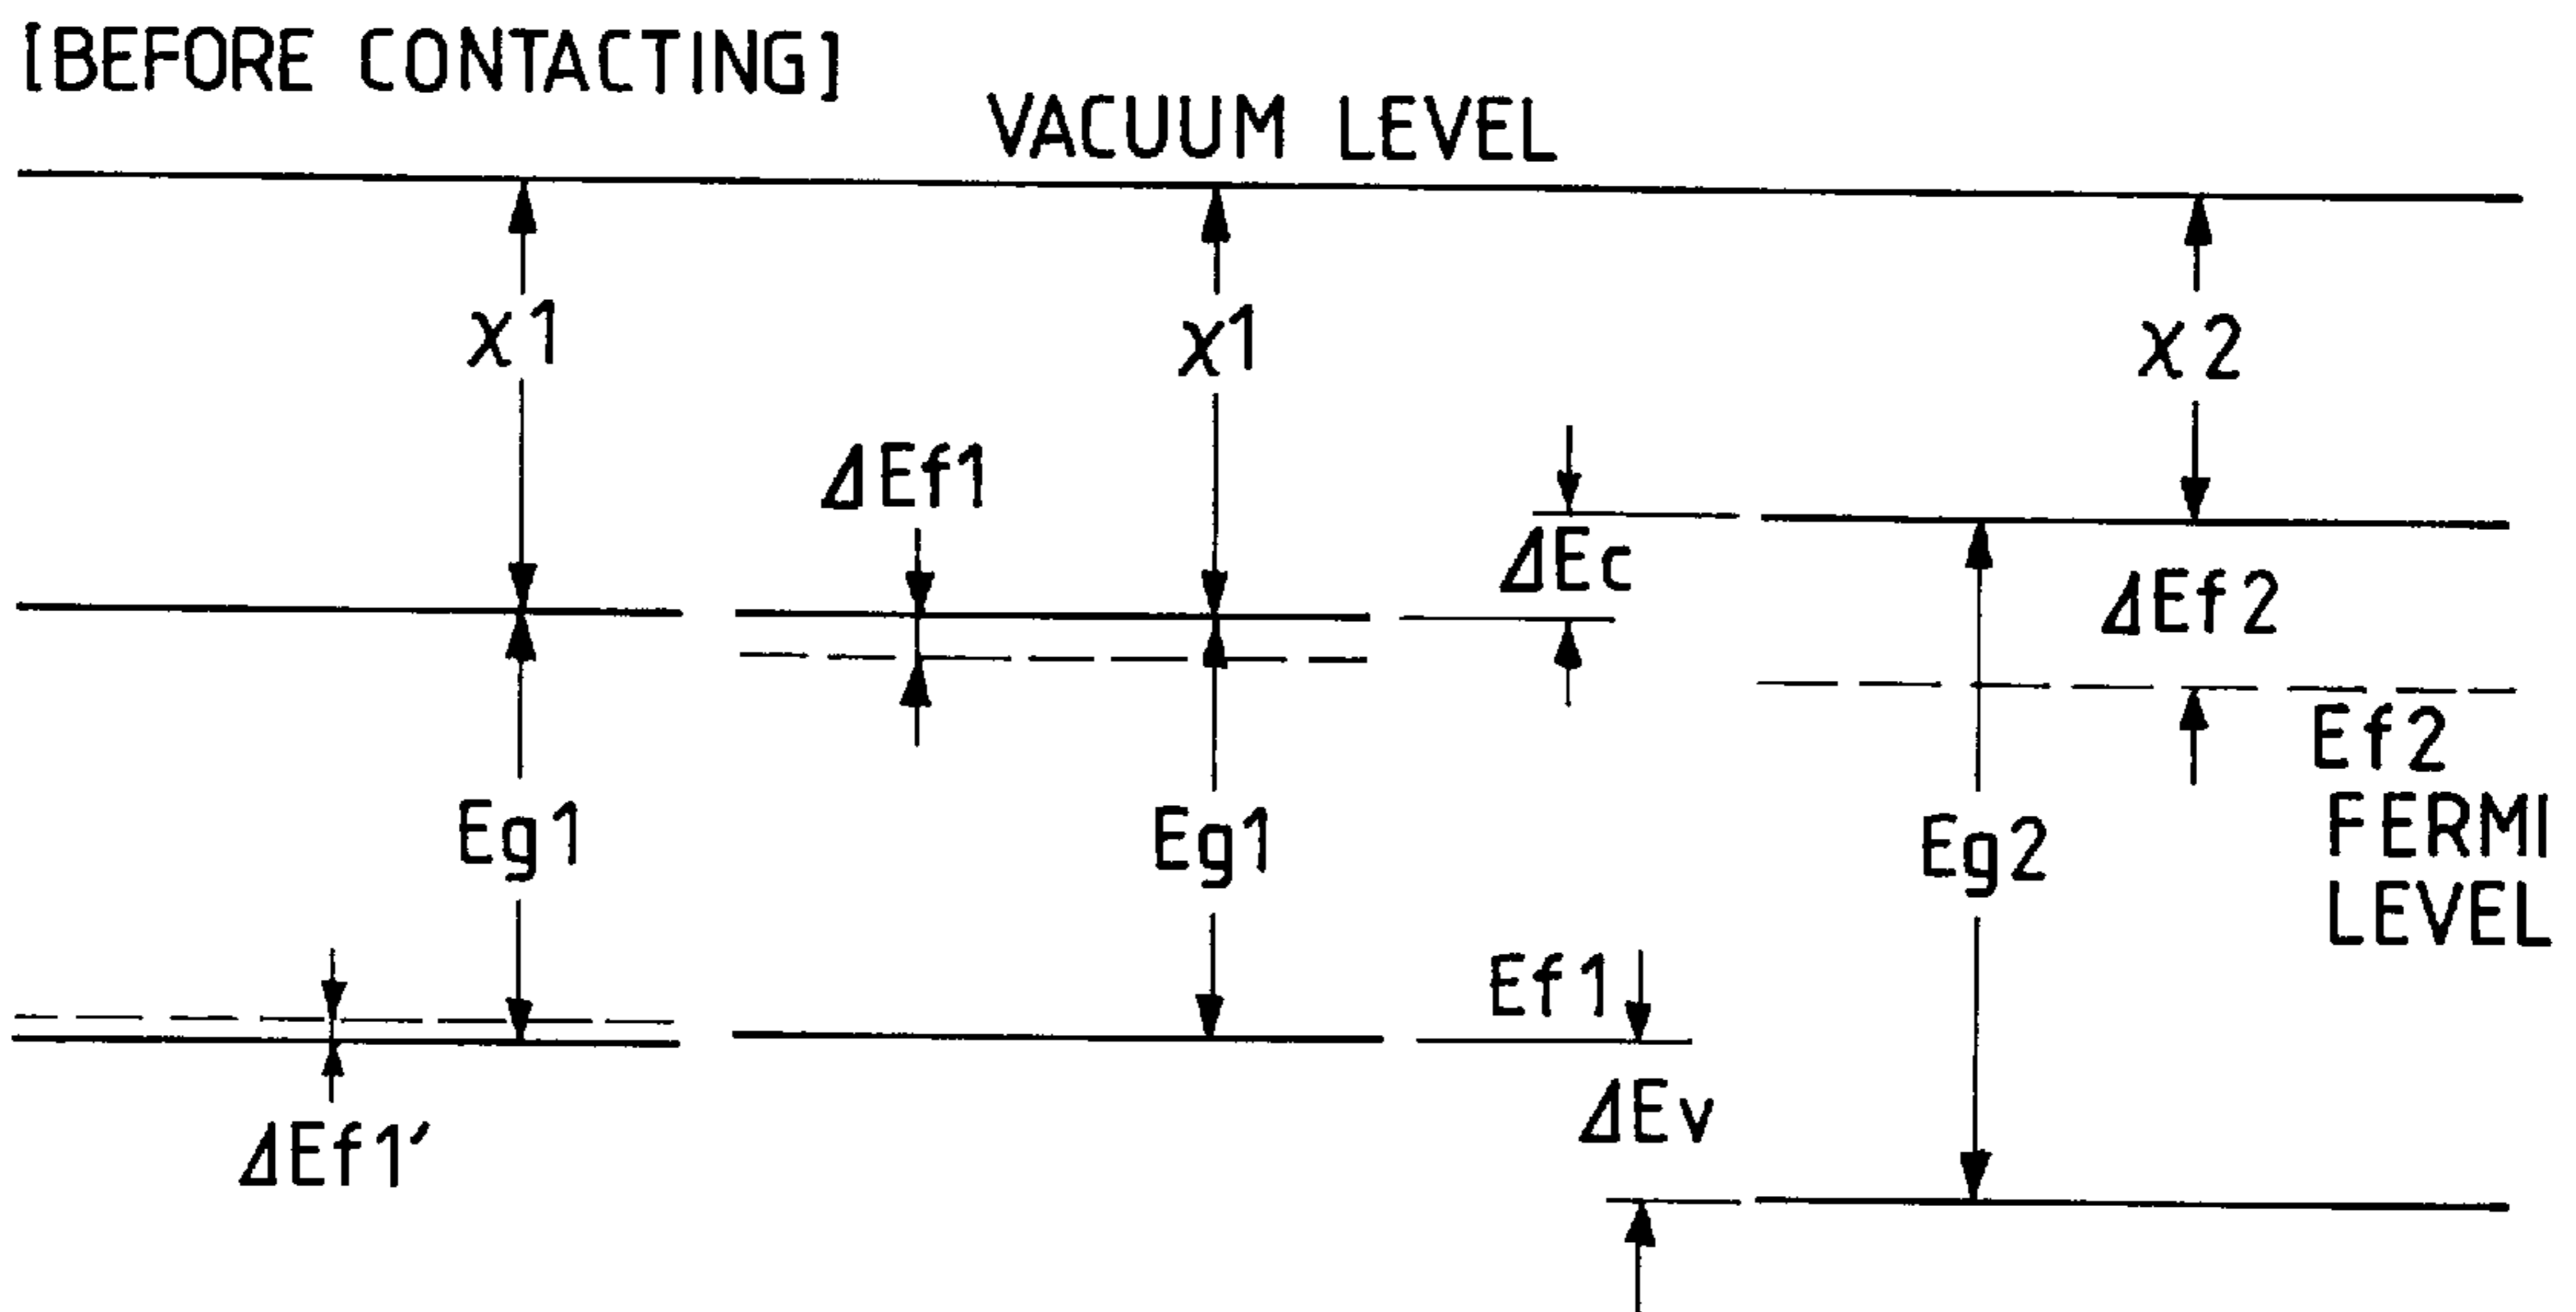 [BEFORE CONTACTING]
VACUUM LEVEL
χ1
χ1
χ2
ΔEf1
ΔEc
ΔEf2
Ef2
FERMI
LEVEL
Eg1
Eg1
Eg2
Ef1
ΔEv
ΔEf1′